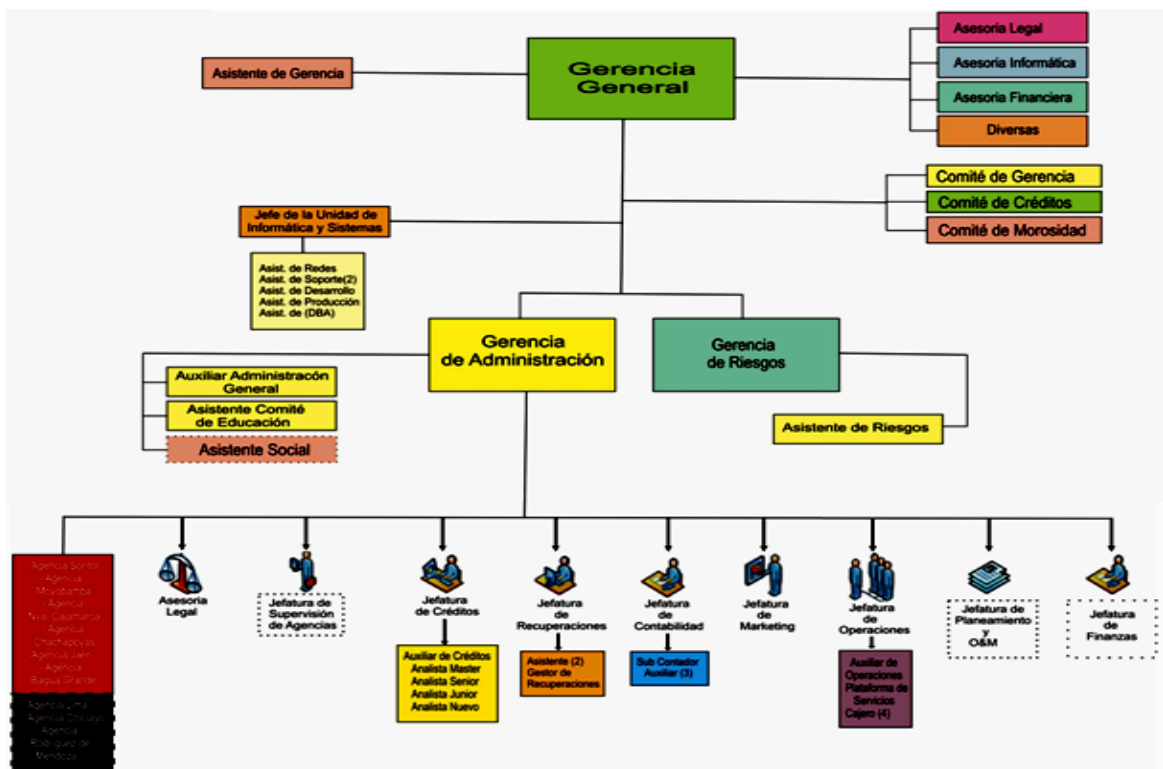 Gerencia
General
Asistente de Gerencia
Asesoria Legal
Asesoria Informática
Asesoria Financiera
Diversas
Comité de Gerencia
Comité de Créditos
Comité de Morosidad
Jefe de la Unidad de
Informática y Sistemas
Asist. de Redes
Asist. de Soporte(2)
Asist. de Desarrollo
Asist. de Producción
Asist. de (DBA)
Gerencia
de Administración
Gerencia
de Riesgos
Auxiliar Administracón
General
Asistente Comité
de Educación
Asistente Social
Asistente de Riesgos
Agencia
Moyobamba
- Agencia
Nva. Cajamarca
- Agencia
Chachapoyas
Agencia Jaén
- Agencia
Bagua Grande
Agencia Lima
- Agencia Chiclayo
Agencia
Rodriguez de
Mendoza
Asesoria
Legal
Jefatura de
Supervisión
de Agencias
Jefatura
de Créditos
Auxiliar de Créditos
Analista Master
Analista Senior
Analista Junior
Analista Nuevo
Jefatura
de
Recuperaciones
Asistente (2)
Gestor de
Recuperaciones
Jefatura
de
Contabilidad
Sub Contador
Auxiliar (3)
Jefatura
de Marketing
Jefatura
de
Operaciones
Auxiliar de
Operaciones
Plataforma de
Servicios
Cajero (4)
Jefatura de
Planeamiento
y
O&M
Jefatura
de
Finanzas